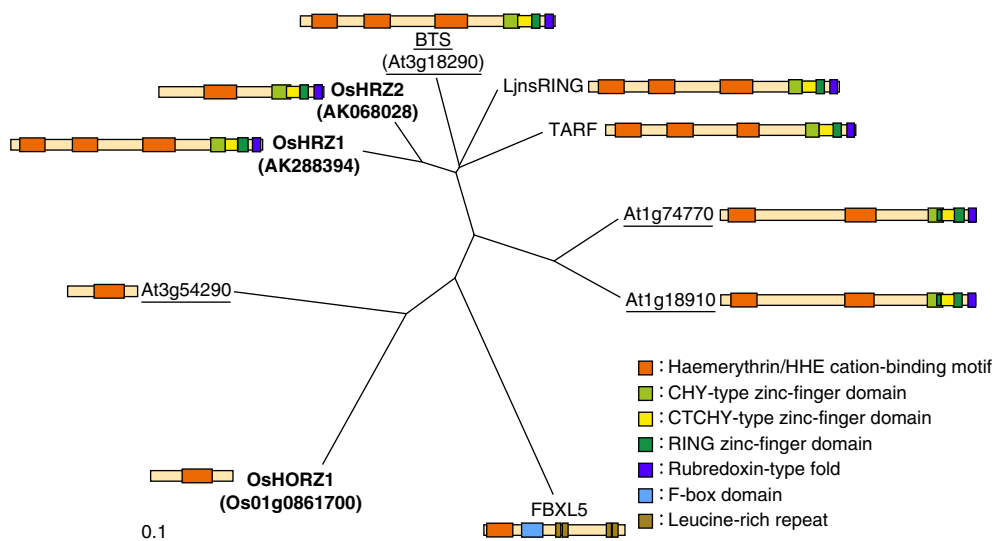 BTS
(At3g18290)
LjnsRING
OsHRZ2
(AK068028)
TARF
OsHRZ1
(AK288394)
At1g74770
At3g54290
At1g18910
: Haemerythrin/HHE cation-binding motif
: CHY-type zinc-finger domain
: CTCHY-type zinc-finger domain
: RING zinc-finger domain
: Rubredoxin-type fold
: F-box domain
: Leucine-rich repeat
OsHORZ1
(Os01g0861700)
FBXL5
0.1